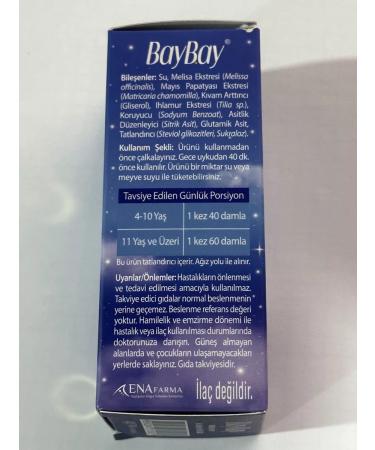 BayBay®
Bileşenler: Su, Melisa Ekstresi (Melissa
officinalis), Mayıs Papatyası Ekstresi
(Matricaria chamomilla), Kıvam Arttırıcı
(Gliserol), Ihlamur Ekstresi (Tilia sp.),
Koruyucu (Sodyum Benzoat), Asitlik
Düzenleyici (Sitrik Asit), Glutamik Asit,
Tatlandırıcı (Steviol glikozitleri, Sukraloz).
Kullanım Şekli: Ürünü kullanmadan
önce çalkalayınız. Gece uykudan 40 dk.
önce kullanılır. Ürünü bir miktar su veya
meyve suyu ile tüketebilirsiniz.
Tavsiye Edilen Günlük Porsiyon
4-10 Yaş 1 kez 40 damla
11 Yaş ve Üzeri 1 kez 60 damla
Bu ürün tatlandırıcı içerir. Ağız yolu ile alınır.
Uyarılar/Önlemler: Hastalıkların önlenmesi
ve tedavi edilmesi amacıyla kullanılmaz.
Takviye edici gıdalar normal beslenmenin
yerine geçemez. Beslenme referans değeri
yoktur. Hamilelik ve emzirme dönemi ile
hastalık veya ilaç kullanılması durumlarında
doktorunuza danışın. Güneş almayan
alanlarda ve çocukların ulaşamayacakları
yerlerde saklayınız. Gıda takviyesidir.
ENAFARMA
İlaç değildir.